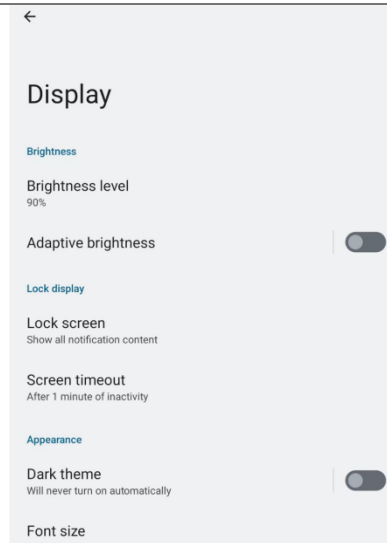 Display
Brightness
Brightness level
90%
Adaptive brightness
Lock display
Lock screen
Show all notification content
Screen timeout
After 1 minute of inactivity
Appearance
Dark theme
Will never turn on automatically
Font size